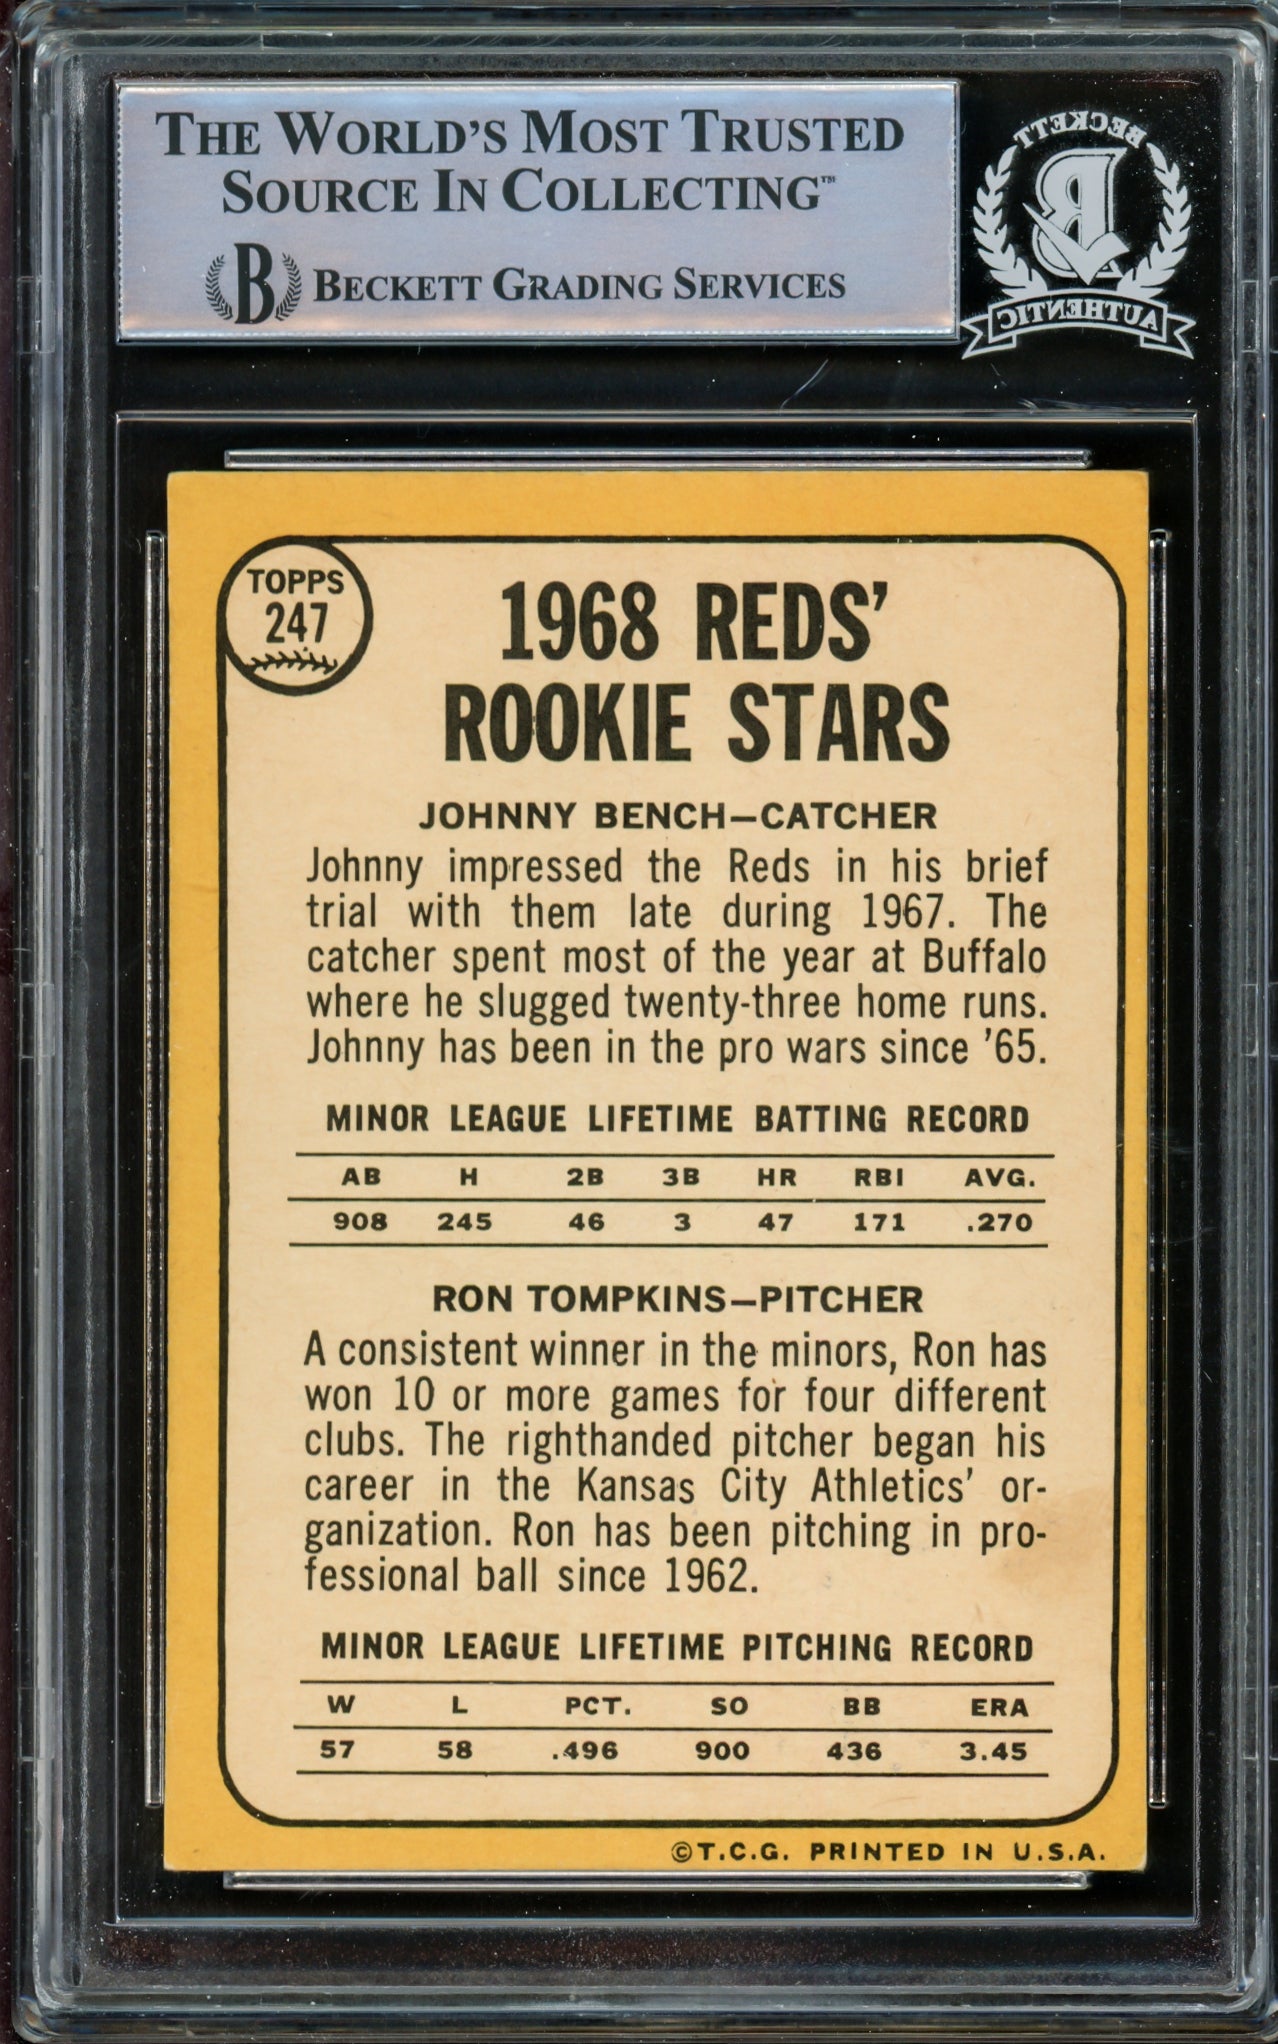 THE WORLD'S MOST TRUSTED
SOURCE IN COLLECTING™
B BECKETT GRADING SERVICES
BECKETT
B
AUTHENTIC
TOPPS
247
1968 REDS'
ROOKIE STARS
JOHNNY BENCH—CATCHER
Johnny impressed the Reds in his brief
trial with them late during 1967. The
catcher spent most of the year at Buffalo
where he slugged twenty-three home runs.
Johnny has been in the pro wars since '65.
MINOR LEAGUE LIFETIME BATTING RECORD
AB H 2B 3B HR RBI AVG.
908 245 46 3 47 171 .270
RON TOMPKINS—PITCHER
A consistent winner in the minors, Ron has
won 10 or more games for four different
clubs. The righthanded pitcher began his
career in the Kansas City Athletics' or-
ganization. Ron has been pitching in pro-
fessional ball since 1962.
MINOR LEAGUE LIFETIME PITCHING RECORD
W L PCT. SO BB ERA
57 58 .496 900 436 3.45
©T.C.G. PRINTED IN U.S.A.